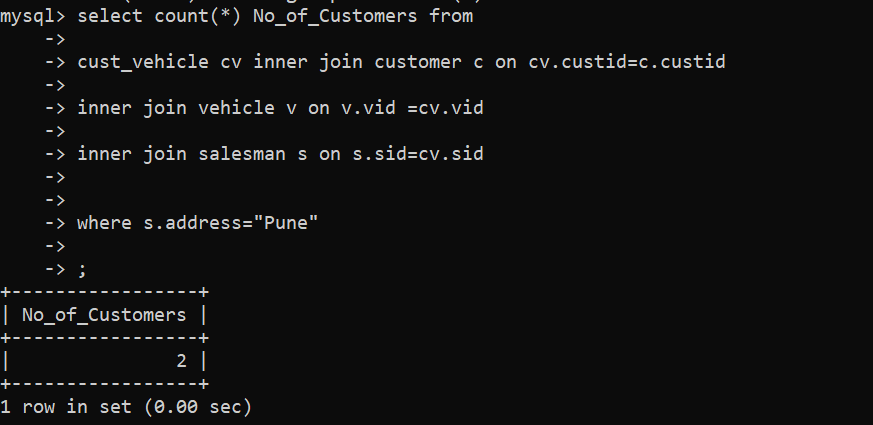 mysql> select count(*) No_of_Customers from
    ->
    -> cust_vehicle cv inner join customer c on cv.custid=c.custid
    ->
    -> inner join vehicle v on v.vid =cv.vid
    ->
    -> inner join salesman s on s.sid=cv.sid
    ->
    ->
    -> where s.address="Pune"
    ->
    -> ;
+-----------------+
| No_of_Customers |
+-----------------+
|               2 |
+-----------------+
1 row in set (0.00 sec)